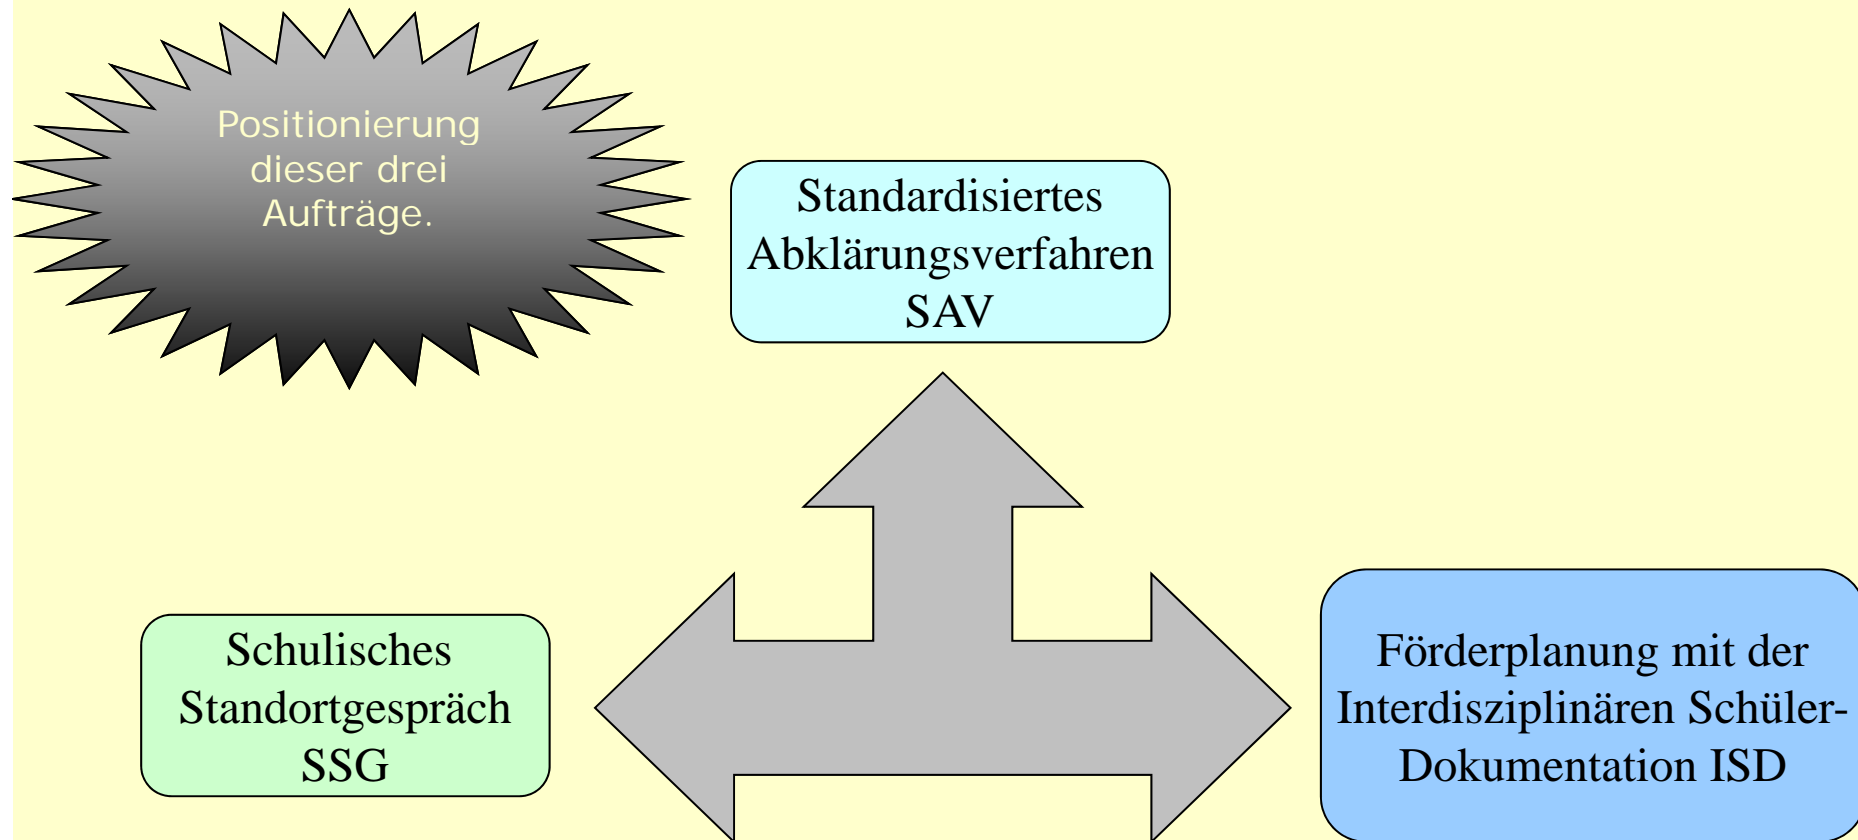 Positionierung
dieser drei
Aufträge.
Standardisiertes
Abklärungsverfahren
SAV
Schulisches
Standortgespräch
SSG
Förderplanung mit der
Interdisziplinären Schüler-
Dokumentation ISD